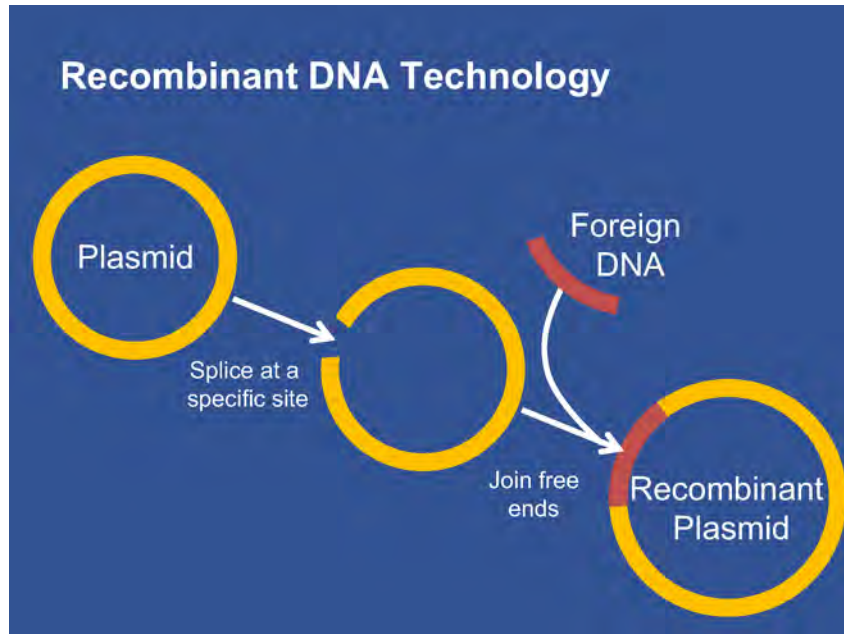 Recombinant DNA Technology
Plasmid
Foreign
DNA
Splice at a
specific site
Join free
ends
Recombinant
Plasmid